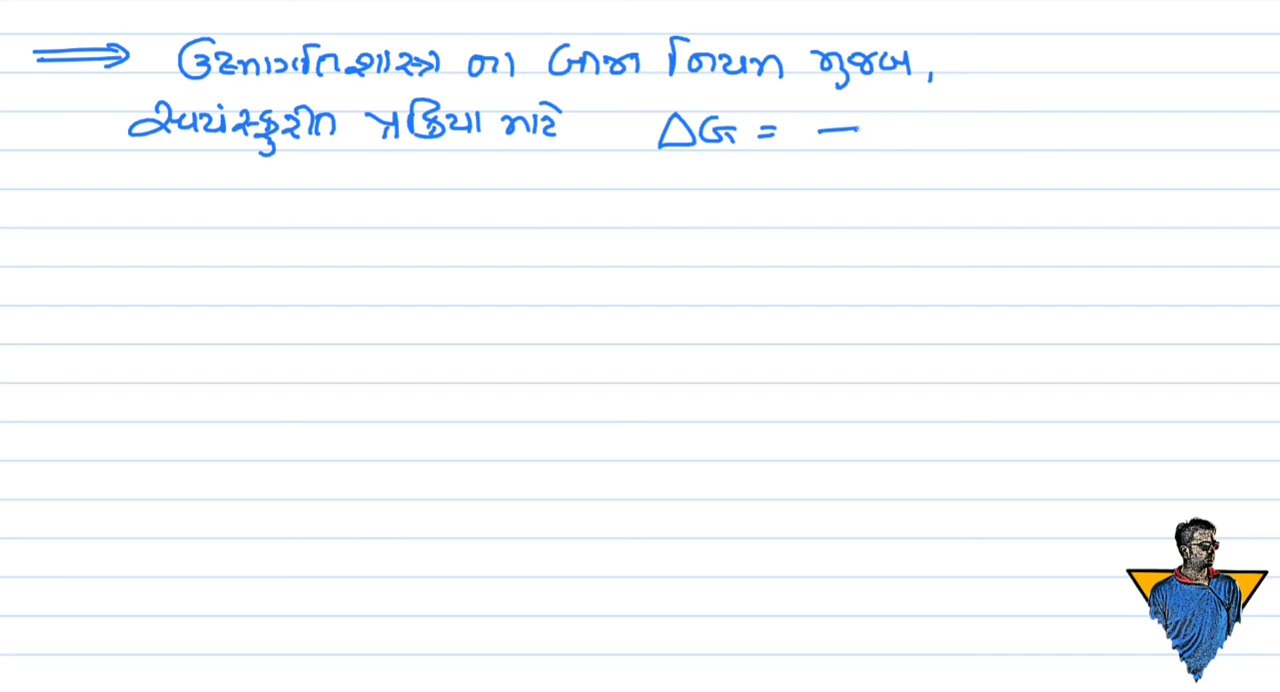 ⟹ ઉષ્માગતિશાસ્ત્ર ના બીજા નિયમ મુજબ,
સ્વયંસ્ફુરીત પ્રક્રિયા માટે ΔG = —